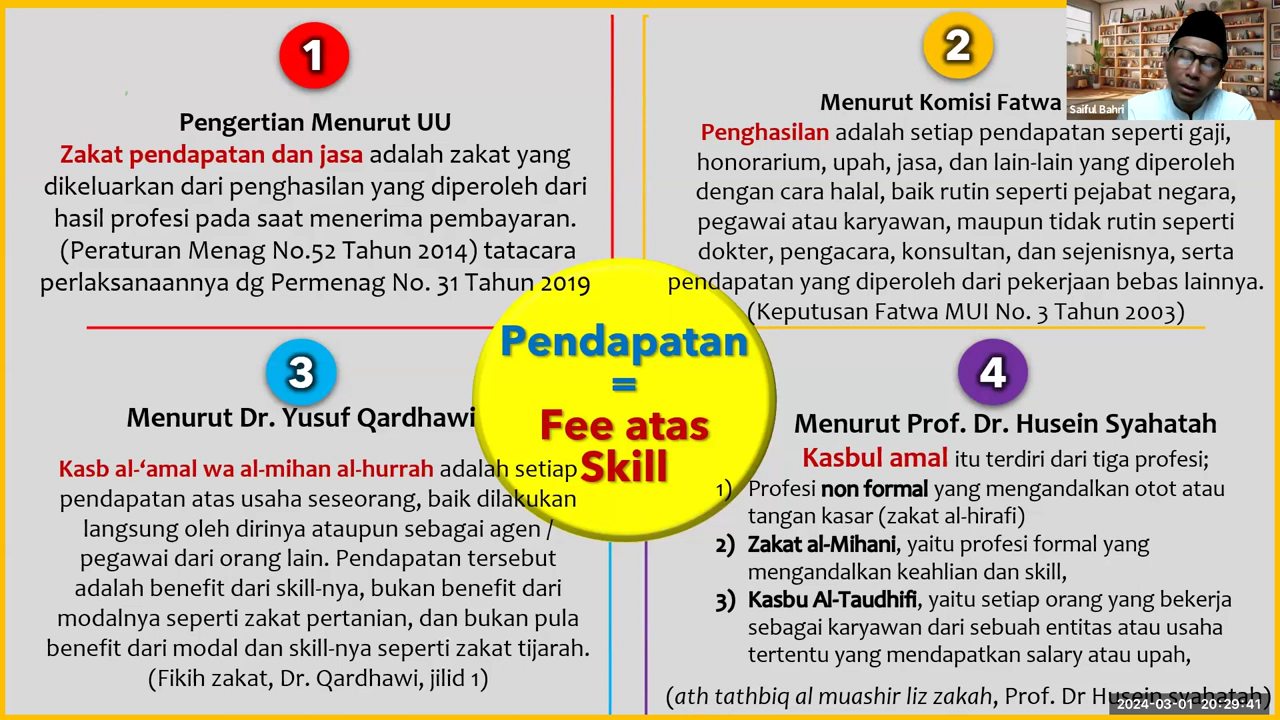 1
Pengertian Menurut UU
Zakat pendapatan dan jasa adalah zakat yang
dikeluarkan dari penghasilan yang diperoleh dari
hasil profesi pada saat menerima pembayaran.
(Peraturan Menag No.52 Tahun 2014) tatacara
perlaksanaannya dg Permenag No. 31 Tahun 2019
2
Menurut Komisi Fatwa
Penghasilan adalah setiap pendapatan seperti gaji,
honorarium, upah, jasa, dan lain-lain yang diperoleh
dengan cara halal, baik rutin seperti pejabat negara,
pegawai atau karyawan, maupun tidak rutin seperti
dokter, pengacara, konsultan, dan sejenisnya, serta
pendapatan yang diperoleh dari pekerjaan bebas lainnya.
(Keputusan Fatwa MUI No. 3 Tahun 2003)
Saiful Bahri
Pendapatan
=
Fee atas
Skill
3
Menurut Dr. Yusuf Qardhawi
Kasb al-‘amal wa al-mihan al-hurrah adalah setiap
pendapatan atas usaha seseorang, baik dilakukan
langsung oleh dirinya ataupun sebagai agen /
pegawai dari orang lain. Pendapatan tersebut
adalah benefit dari skill-nya, bukan benefit dari
modalnya seperti zakat pertanian, dan bukan pula
benefit dari modal dan skill-nya seperti zakat tijarah.
(Fikih zakat, Dr. Qardhawi, jilid 1)
4
Menurut Prof. Dr. Husein Syahatah
Kasbul amal itu terdiri dari tiga profesi;
1) Profesi non formal yang mengandalkan otot atau
tangan kasar (zakat al-hirafi)
2) Zakat al-Mihani, yaitu profesi formal yang
mengandalkan keahlian dan skill,
3) Kasbu Al-Taudhifi, yaitu setiap orang yang bekerja
sebagai karyawan dari sebuah entitas atau usaha
tertentu yang mendapatkan salary atau upah,
(ath tathbiq al muashir liz zakah, Prof. Dr Husein syahatah)
2024-03-01 20:29:41